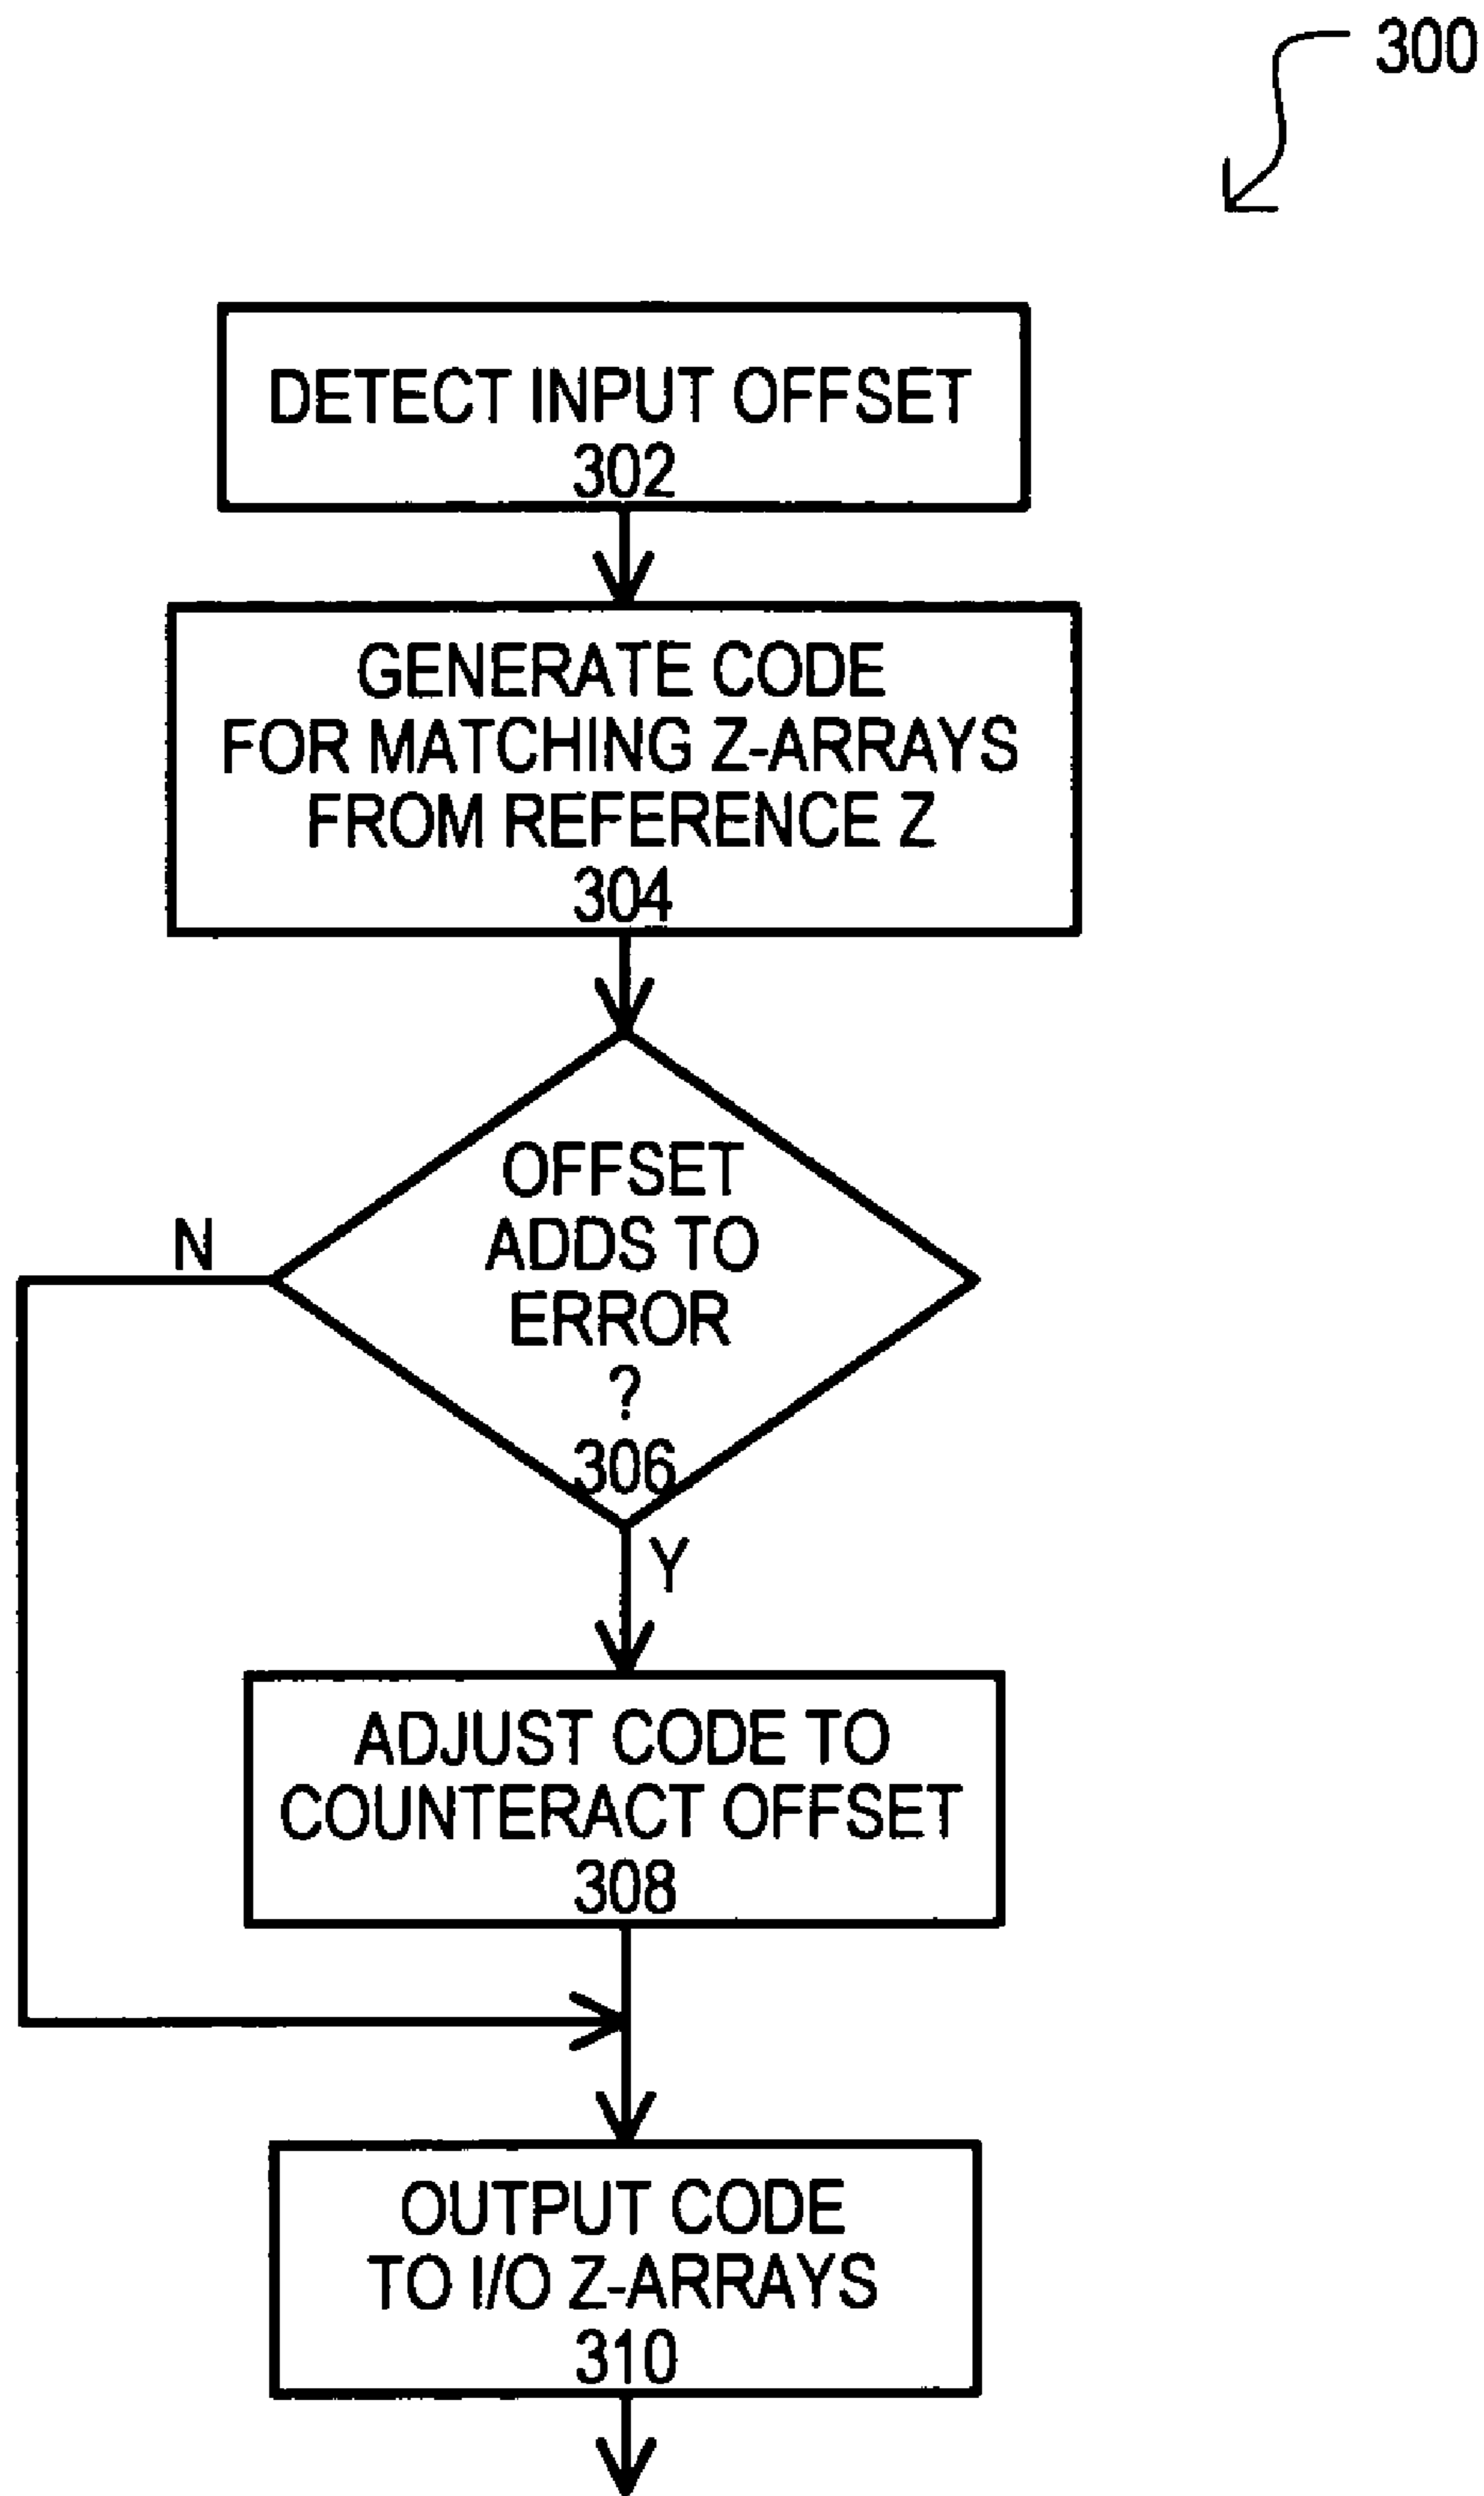 300
DETECT INPUT OFFSET
302
GENERATE CODE
FOR MATCHING Z-ARRAYS
FROM REFERENCE Z
304
OFFSET
ADDS TO
ERROR
?
306
N
Y
ADJUST CODE TO
COUNTERACT OFFSET
308
OUTPUT CODE
TO I/O Z-ARRAYS
310